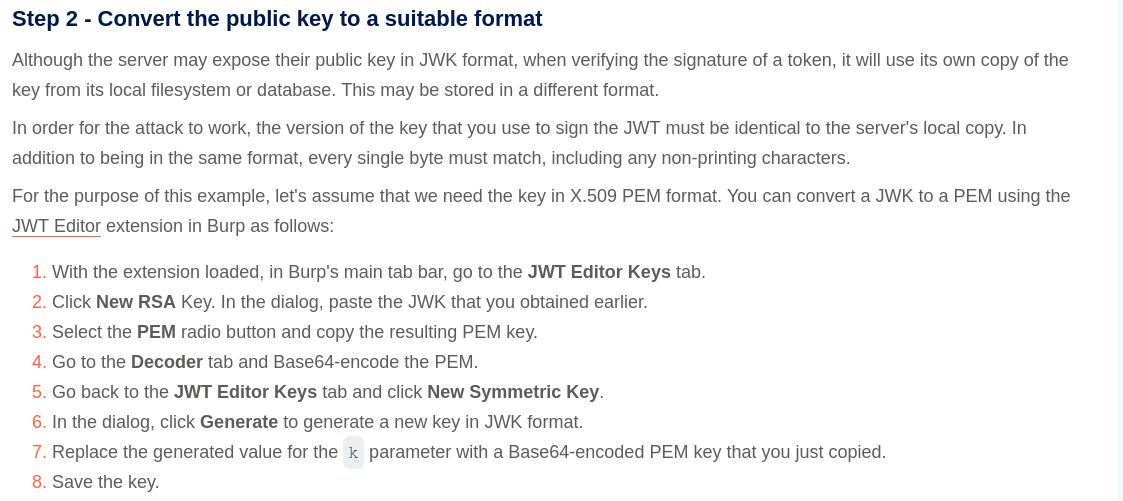 Step 2 - Convert the public key to a suitable format
Although the server may expose their public key in JWK format, when verifying the signature of a token, it will use its own copy of the
key from its local filesystem or database. This may be stored in a different format.
In order for the attack to work, the version of the key that you use to sign the JWT must be identical to the server's local copy. In
addition to being in the same format, every single byte must match, including any non-printing characters.
For the purpose of this example, let's assume that we need the key in X.509 PEM format. You can convert a JWK to a PEM using the
JWT Editor extension in Burp as follows:
1. With the extension loaded, in Burp's main tab bar, go to the JWT Editor Keys tab.
2. Click New RSA Key. In the dialog, paste the JWK that you obtained earlier.
3. Select the PEM radio button and copy the resulting PEM key.
4. Go to the Decoder tab and Base64-encode the PEM.
5. Go back to the JWT Editor Keys tab and click New Symmetric Key.
6. In the dialog, click Generate to generate a new key in JWK format.
7. Replace the generated value for the k parameter with a Base64-encoded PEM key that you just copied.
8. Save the key.